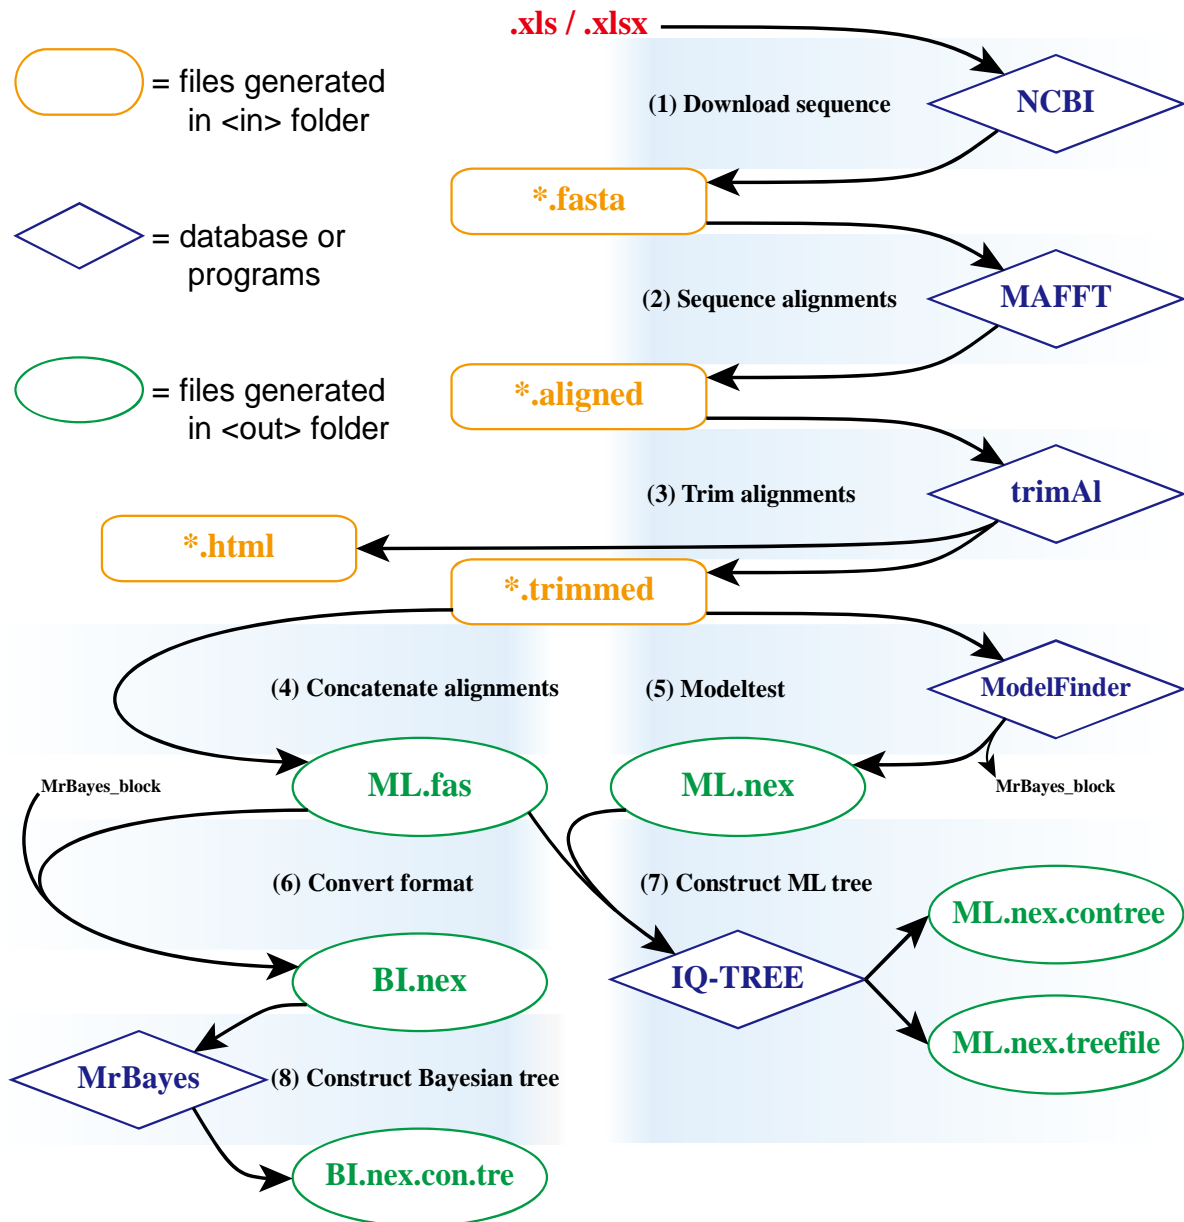 .xls / .xlsx
= files generated
in <in> folder
(1) Download sequence
NCBI
*.fasta
= database or
programs
(2) Sequence alignments
MAFFT
= files generated
in <out> folder
*.aligned
(3) Trim alignments
trimAl
*.html
*.trimmed
(4) Concatenate alignments
(5) Modeltest
ModelFinder
MrBayes_block
ML.fas
ML.nex
MrBayes_block
(6) Convert format
(7) Construct ML tree
ML.nex.contree
BI.nex
IQ-TREE
ML.nex.treefile
MrBayes
(8) Construct Bayesian tree
BI.nex.con.tre